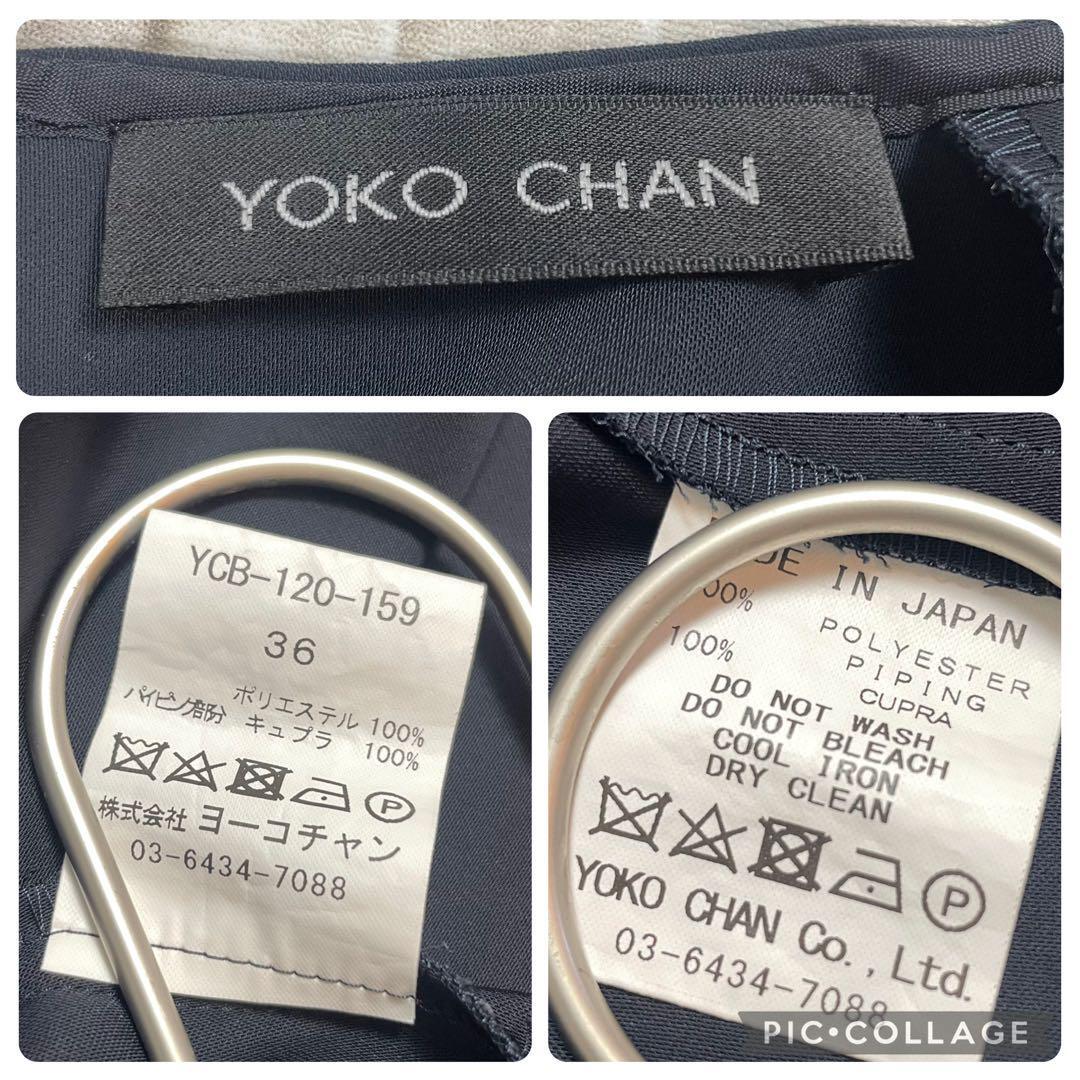 YOKO CHAN
YCB-120-159
36
ポリエステル 100%
パイピング部分 キュプラ 100%
株式会社 ヨーコチャン
03-6434-7088
IN JAPAN
POLYESTER
100%
PIPING
CUPRA
DO NOT WASH
DO NOT BLEACH
COOL IRON
DRY CLEAN
P
P
YOKO CHAN Co., Ltd.
03-6434-7088
PIC•COLLAGE